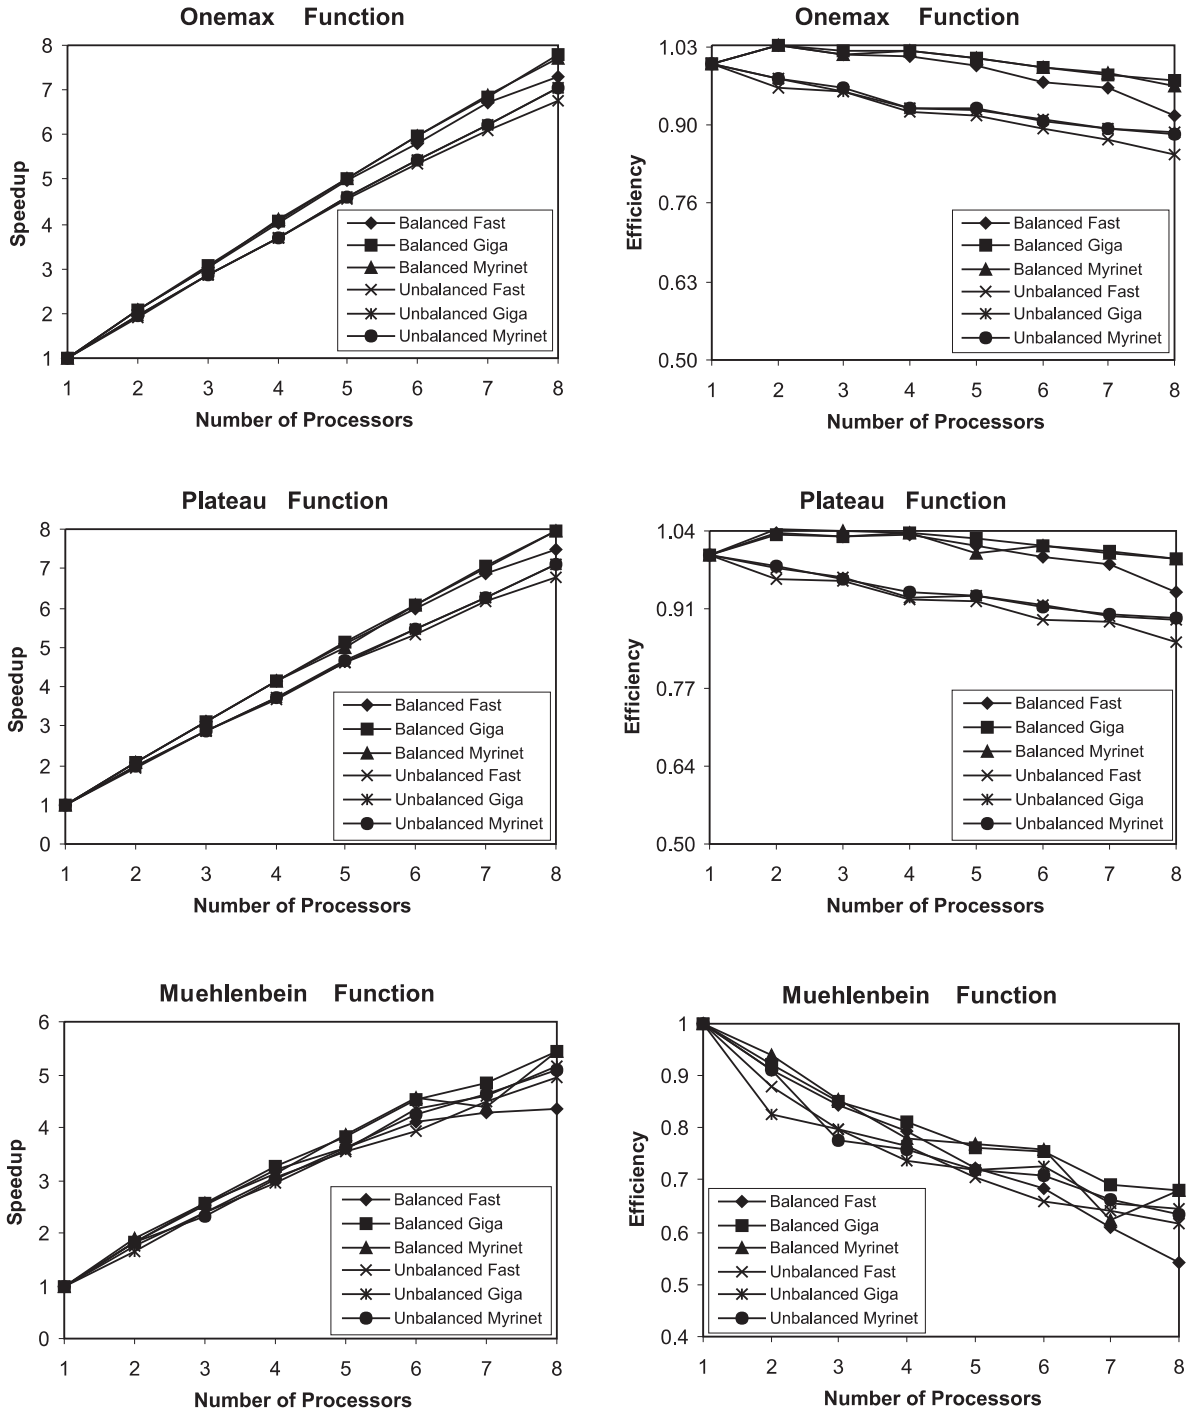 Onemax Function
8
7
6
5
4
3
2
1
Speedup
Balanced Fast
Balanced Giga
Balanced Myrinet
Unbalanced Fast
Unbalanced Giga
Unbalanced Myrinet
1 2 3 4 5 6 7 8
Number of Processors
Onemax Function
1.03
0.90
0.76
0.63
0.50
Efficiency
Balanced Fast
Balanced Giga
Balanced Myrinet
Unbalanced Fast
Unbalanced Giga
Unbalanced Myrinet
1 2 3 4 5 6 7 8
Number of Processors
Plateau Function
8
7
6
5
4
3
2
1
0
Speedup
Balanced Fast
Balanced Giga
Balanced Myrinet
Unbalanced Fast
Unbalanced Giga
Unbalanced Myrinet
1 2 3 4 5 6 7 8
Number of Processors
Plateau Function
1.04
0.91
0.77
0.64
0.50
Efficiency
Balanced Fast
Balanced Giga
Balanced Myrinet
Unbalanced Fast
Unbalanced Giga
Unbalanced Myrinet
1 2 3 4 5 6 7 8
Number of Processors
Muehlenbein Function
6
5
4
3
2
1
0
Speedup
Balanced Fast
Balanced Giga
Balanced Myrinet
Unbalanced Fast
Unbalanced Giga
Unbalanced Myrinet
1 2 3 4 5 6 7 8
Number of Processors
Muehlenbein Function
1
0.9
0.8
0.7
0.6
0.5
0.4
Efficiency
Balanced Fast
Balanced Giga
Balanced Myrinet
Unbalanced Fast
Unbalanced Giga
Unbalanced Myrinet
1 2 3 4 5 6 7 8
Number of Processors